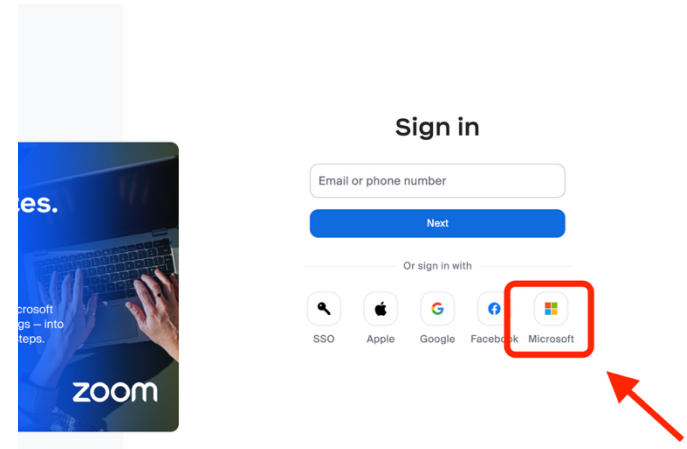 Sign in
Email or phone number
Next
Or sign in with
SSO
Apple
Google
Facebook
Microsoft
es.
crosoft
gs — into
teps.
zoom